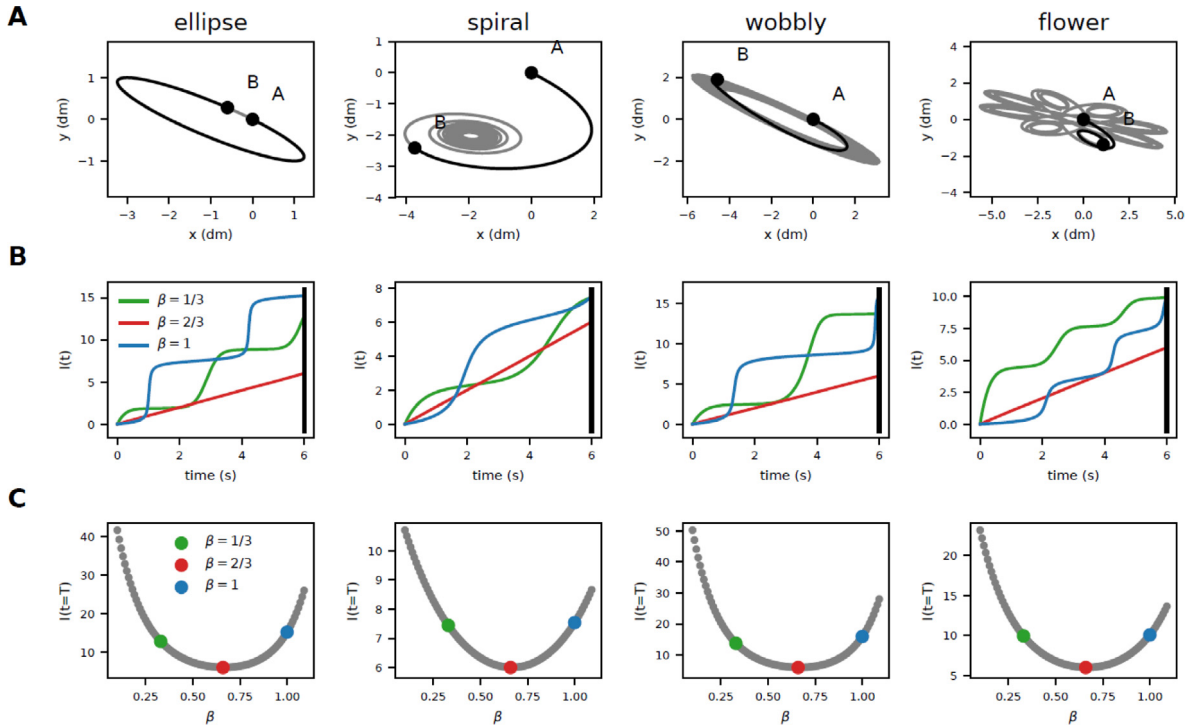 A
ellipse spiral wobbly flower
y (dm) 1 0 −1
B A
−3 −2 −1 0 1
x (dm)
y (dm) 1 0 −1 −2 −3 −4
A
B
−4 −2 0 2
x (dm)
y (dm) 2 0 −2
B
A
−6 −4 −2 0 2
x (dm)
y (dm) 4 2 0 −2 −4
A
B
−5.0 −2.5 0.0 2.5 5.0
x (dm)
B
I(t) 15 10 5 0
β = 1/3
β = 2/3
β = 1
0 2 4 6
time (s)
I(t) 8 6 4 2 0
0 2 4 6
time (s)
I(t) 15 10 5 0
0 2 4 6
time (s)
I(t) 10.0 7.5 5.0 2.5 0.0
0 2 4 6
time (s)
C
I(t=T) 40 30 20 10
β = 1/3
β = 2/3
β = 1
0.25 0.50 0.75 1.00
β
I(t=T) 10 8 6
0.25 0.50 0.75 1.00
β
I(t=T) 50 40 30 20 10
0.25 0.50 0.75 1.00
β
I(t=T) 20 15 10 5
0.25 0.50 0.75 1.00
β